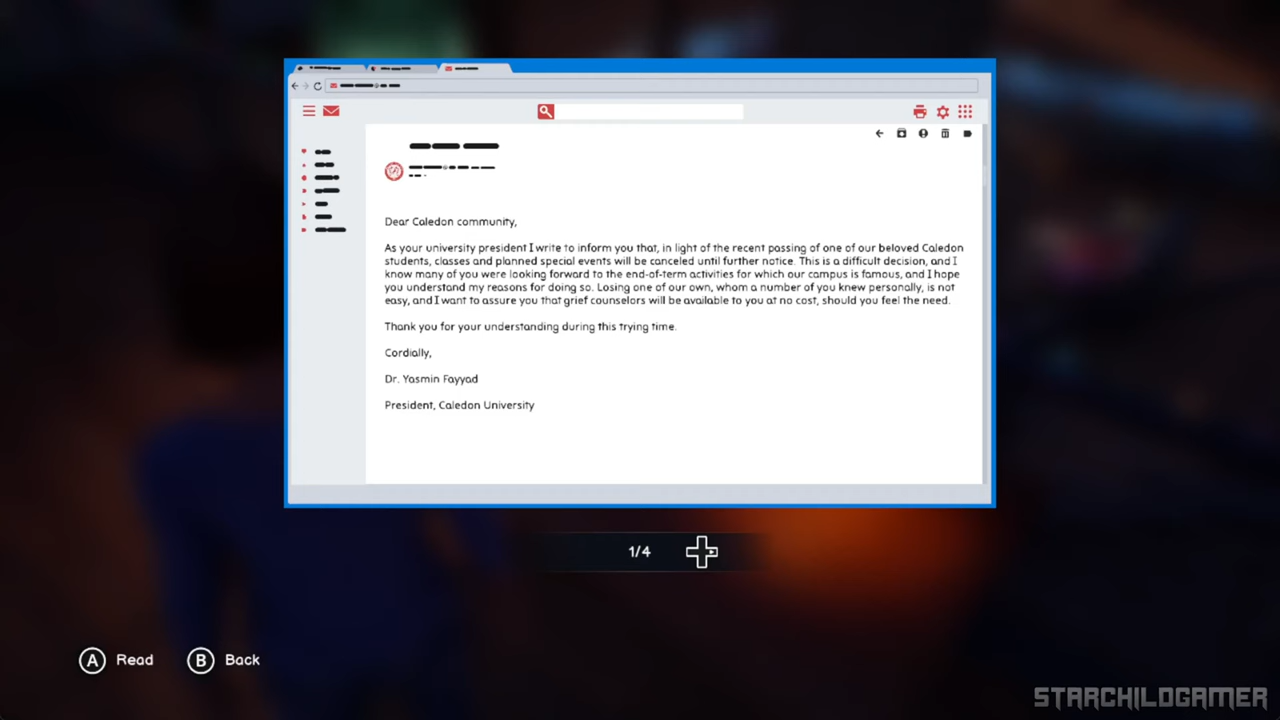 Dear Caledon community,
As your university president I write to inform you that, in light of the recent passing of one of our beloved Caledon
students, classes and planned special events will be canceled until further notice. This is a difficult decision, and I
know many of you were looking forward to the end-of-term activities for which our campus is famous, and I hope
you understand my reasons for doing so. Losing one of our own, whom a number of you knew personally, is not
easy, and I want to assure you that grief counselors will be available to you at no cost, should you feel the need.
Thank you for your understanding during this trying time.
Cordially,
Dr. Yasmin Fayyad
President, Caledon University
1/4
A Read B Back
STARCHILDGAMER